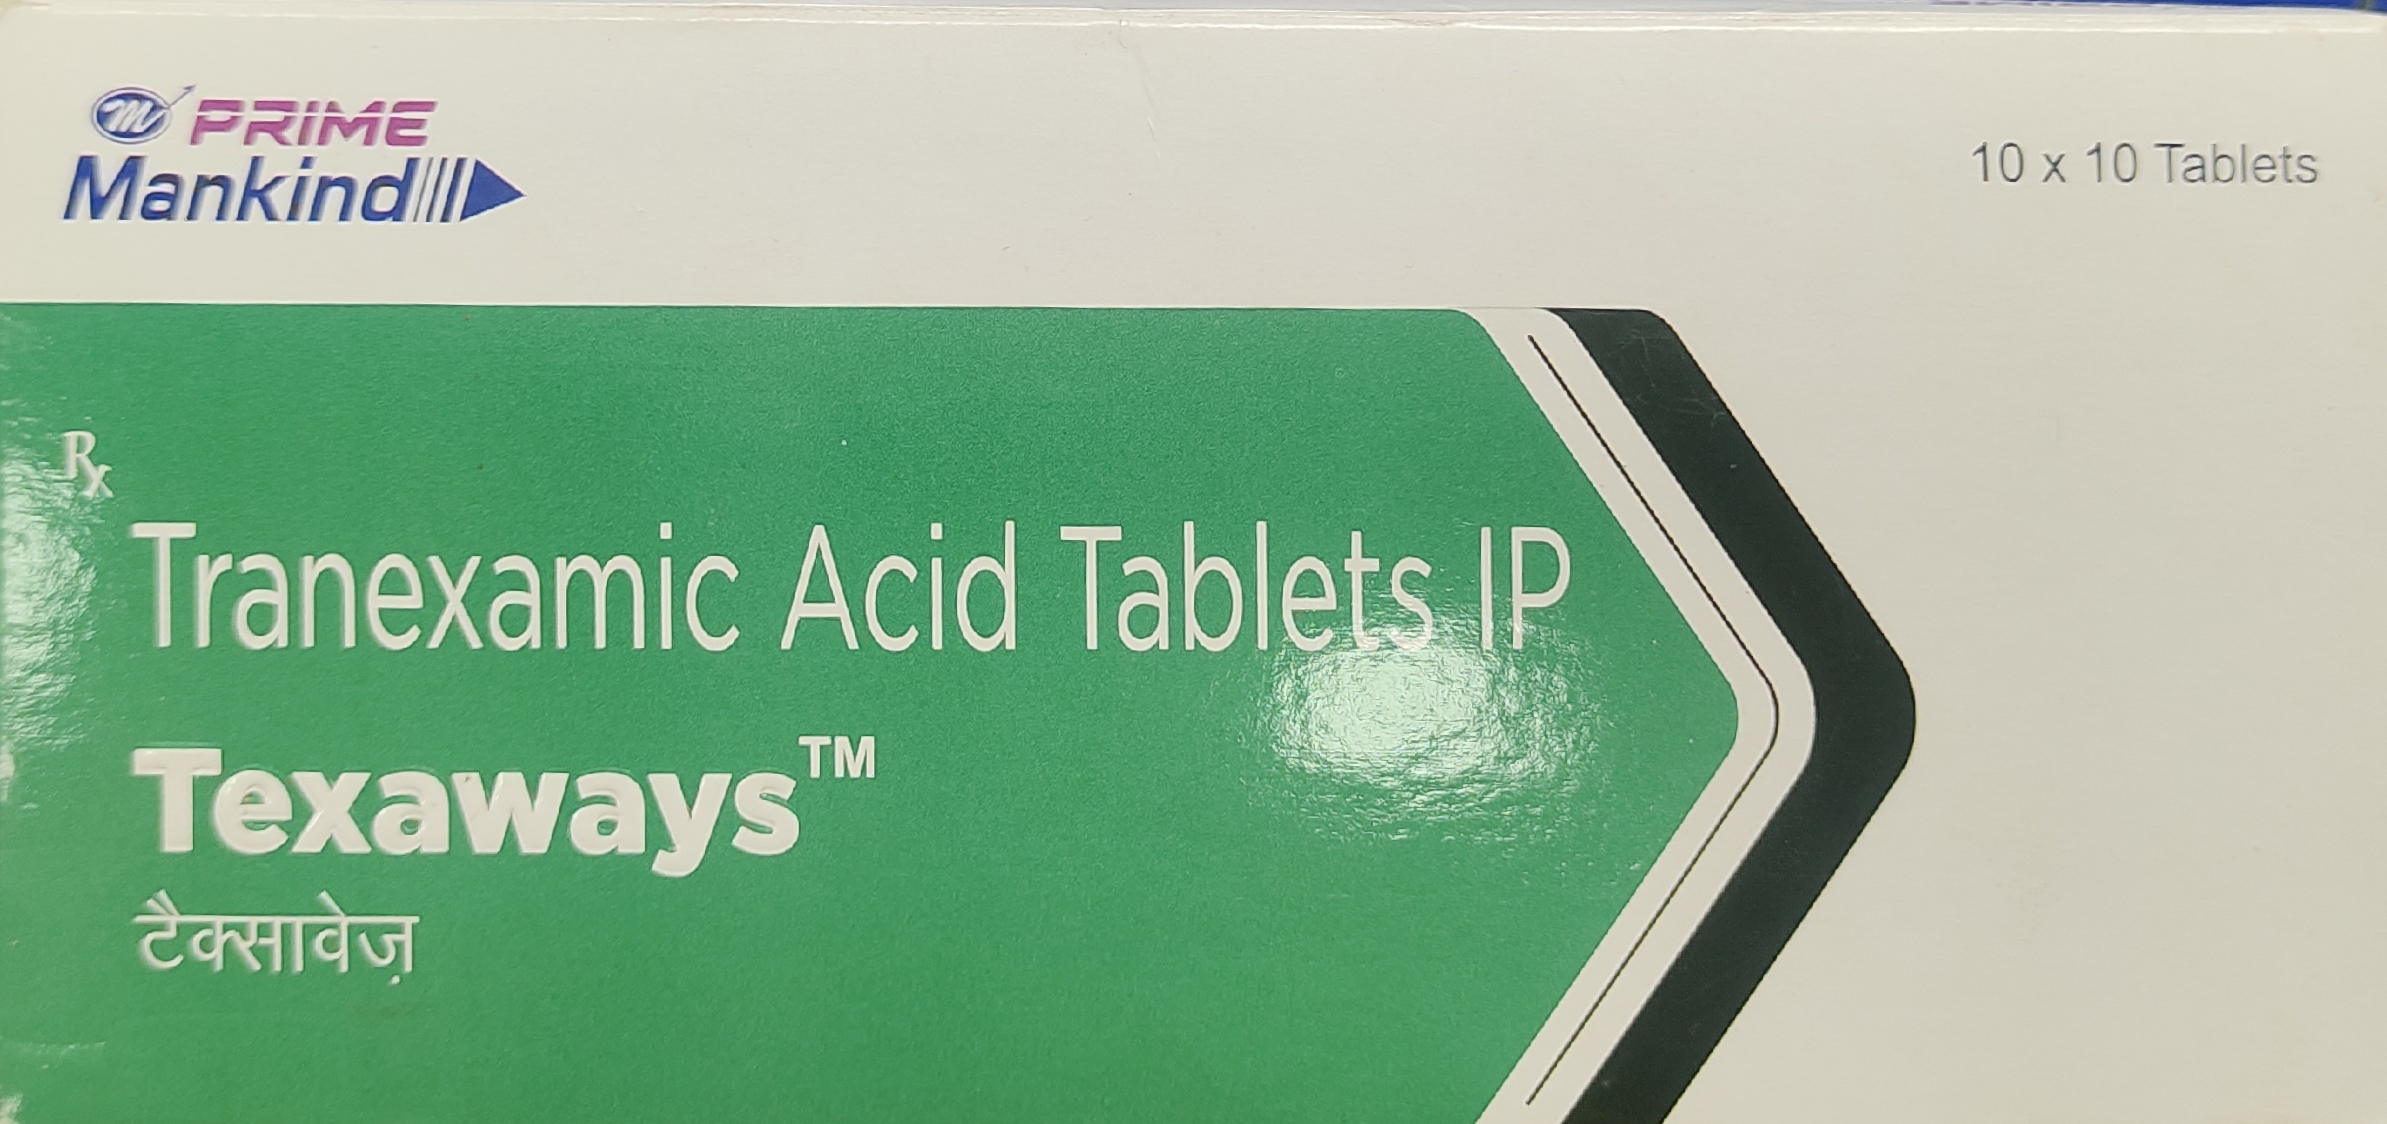 PRIME
Mankind
10 x 10 Tablets
Rx
Tranexamic Acid Tablets IP
Texaways™
टैक्सावेज़